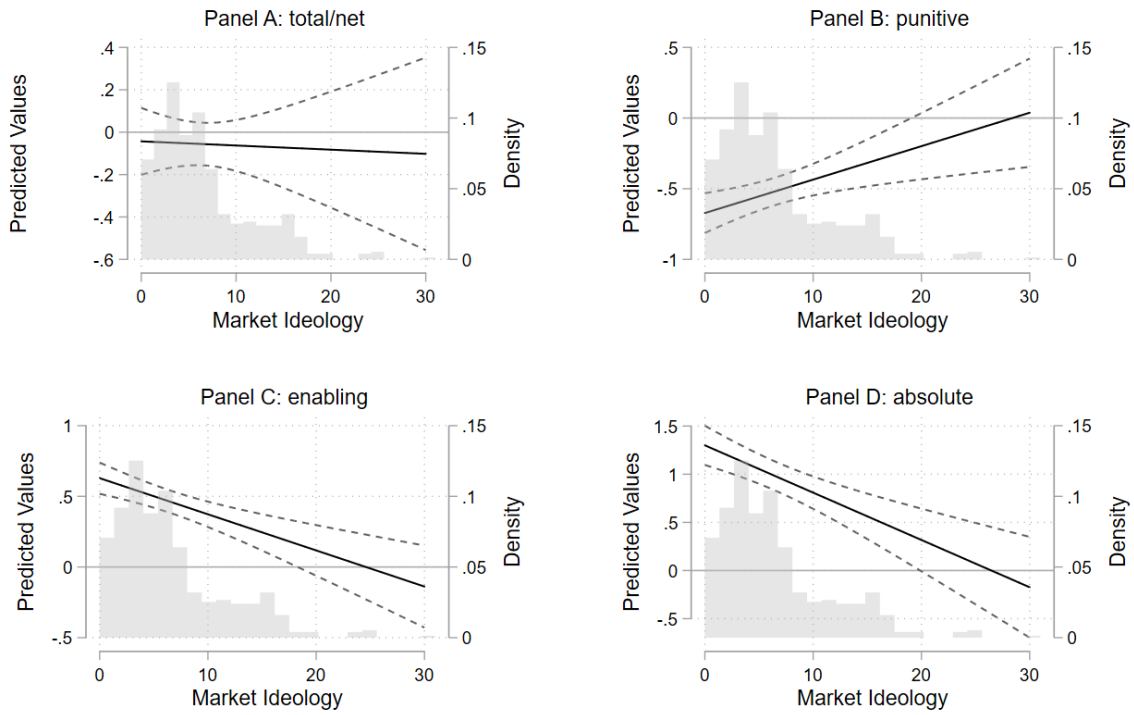 Panel A: total/net
Predicted Values
.4
.2
0
-.2
-.4
-.6
.15
.1
.05
0
Density
0 10 20 30
Market Ideology
Panel B: punitive
Predicted Values
.5
0
-.5
-1
.15
.1
.05
0
Density
0 10 20 30
Market Ideology
Panel C: enabling
Predicted Values
1
.5
0
-.5
.15
.1
.05
0
Density
0 10 20 30
Market Ideology
Panel D: absolute
Predicted Values
1.5
1
.5
0
-.5
.15
.1
.05
0
Density
0 10 20 30
Market Ideology